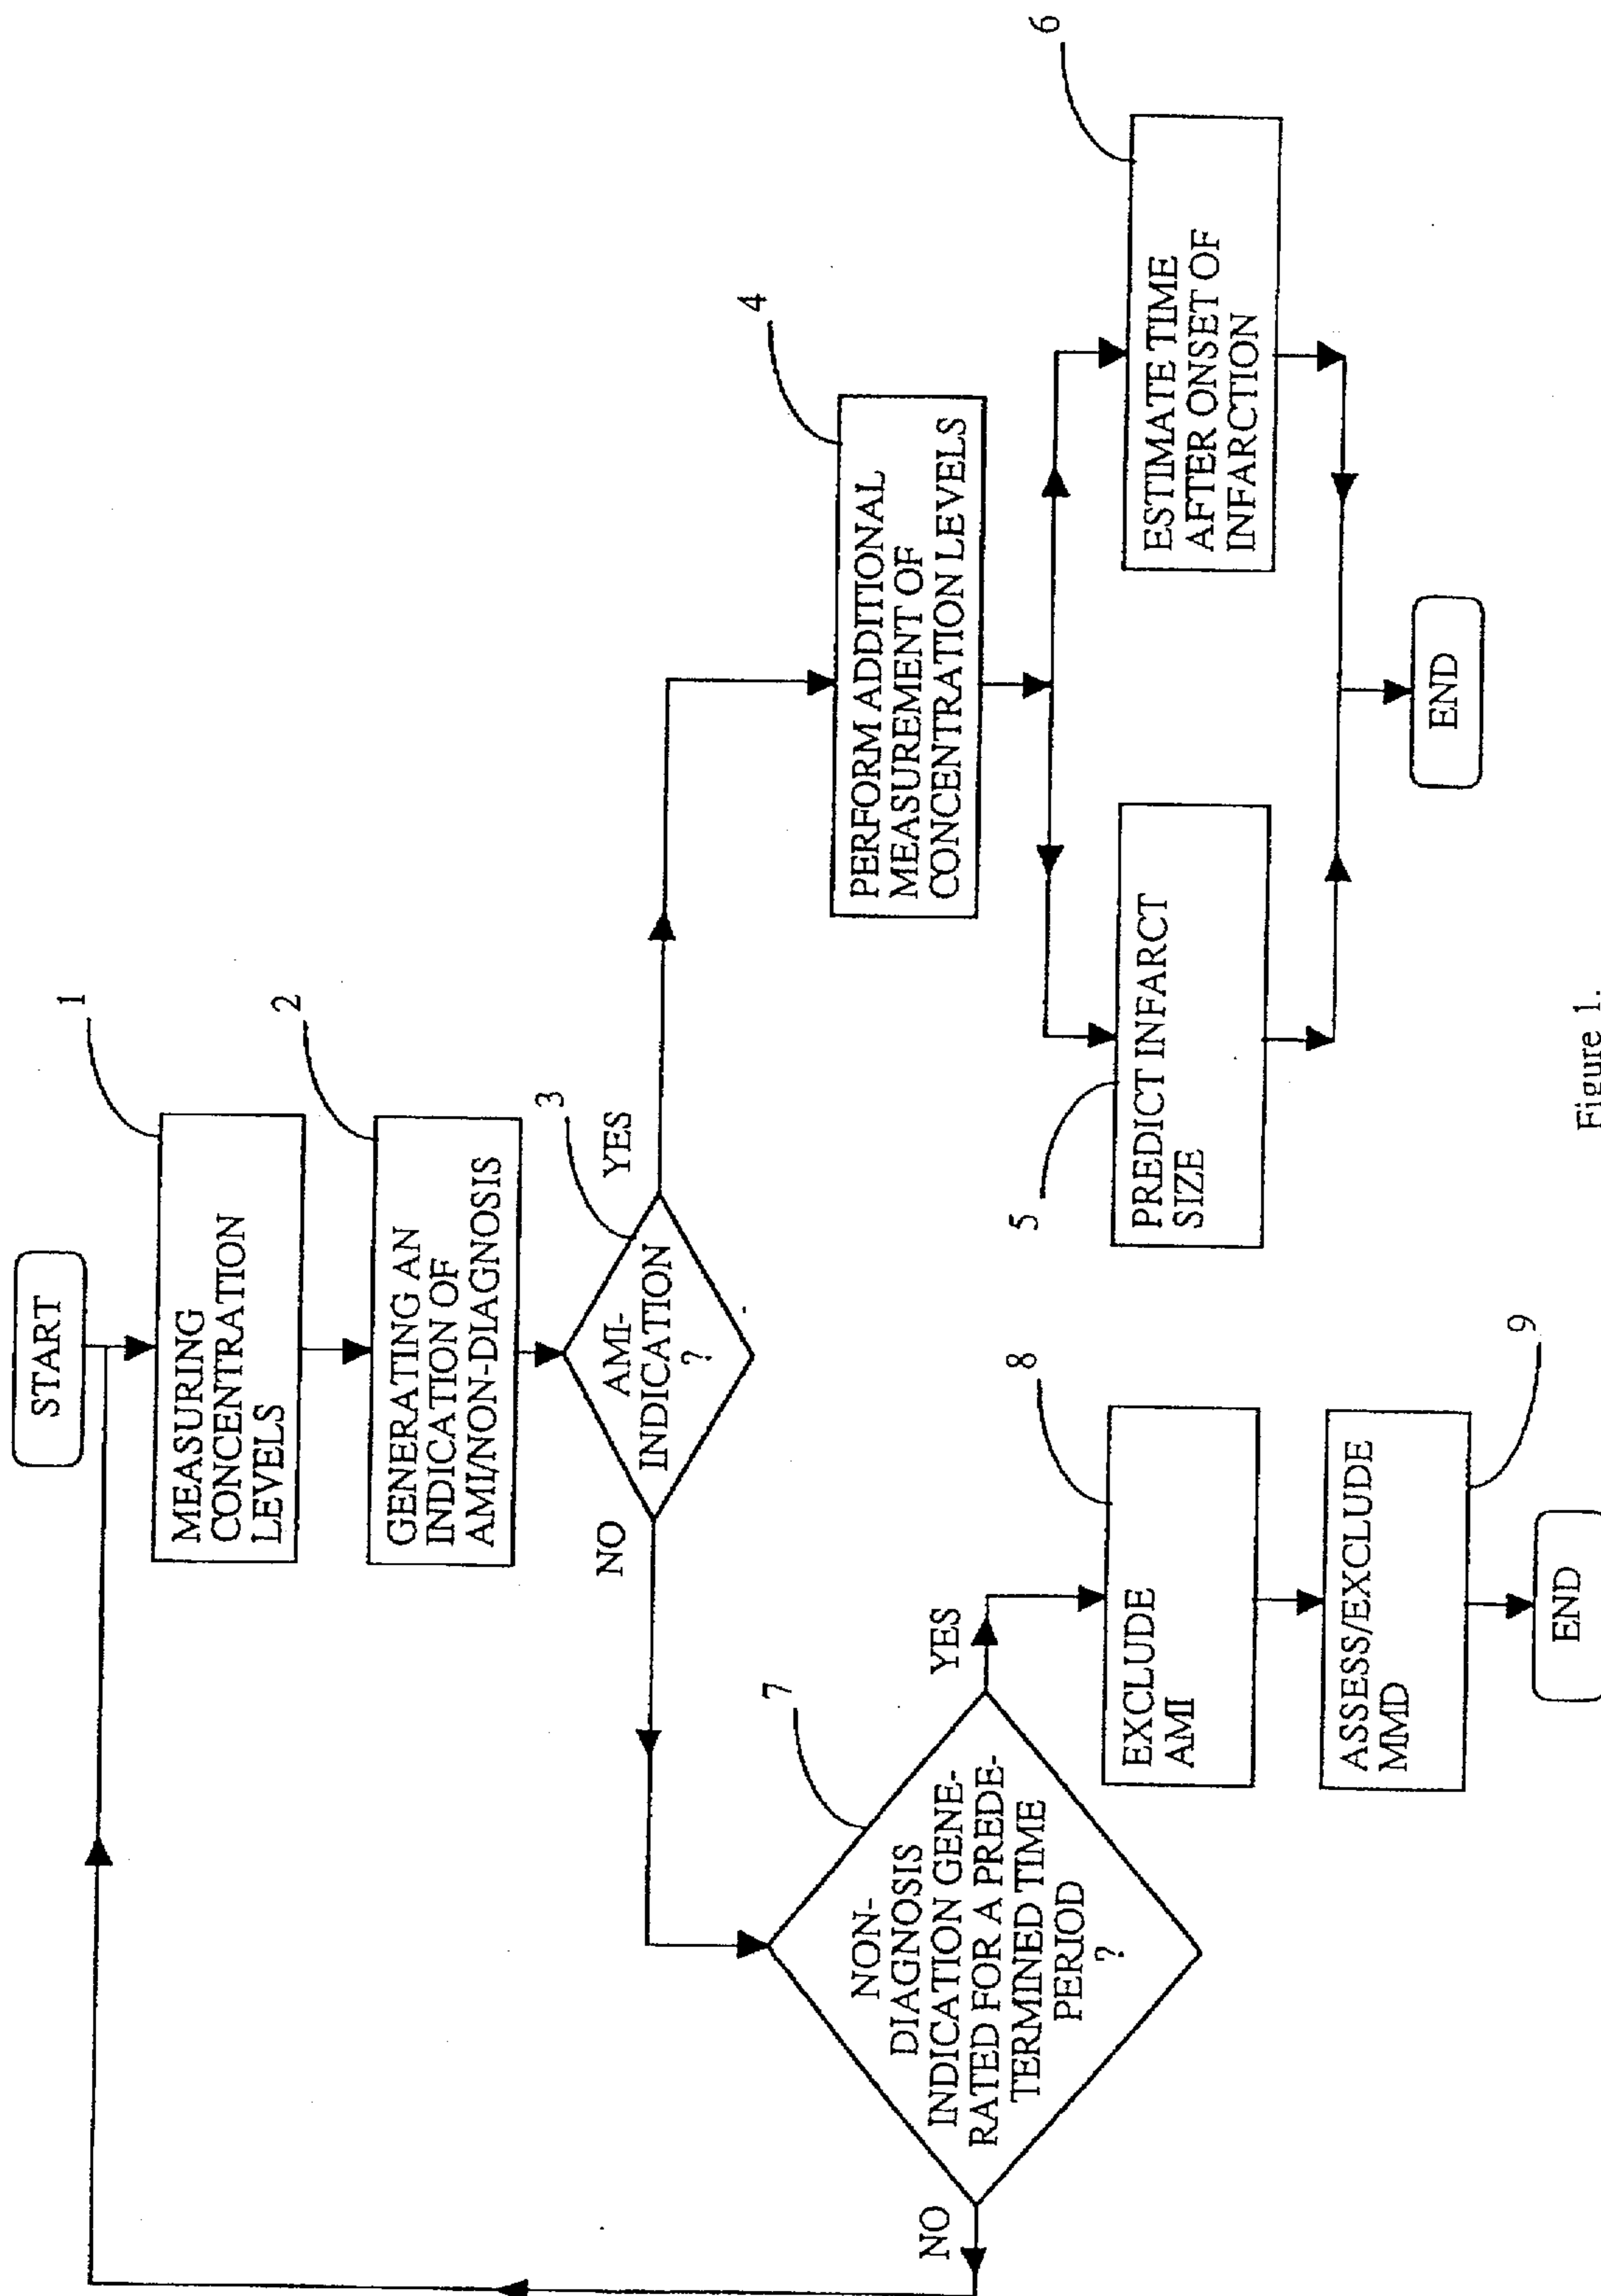 START
1
MEASURING
CONCENTRATION
LEVELS
2
GENERATING AN
INDICATION OF
AMI/NON-DIAGNOSIS
3
AMI-
INDICATION
?
NO
YES
4
PERFORM ADDITIONAL
MEASUREMENT OF
CONCENTRATION LEVELS
5
PREDICT INFARCT
SIZE
6
ESTIMATE TIME
AFTER ONSET OF
INFARCTION
END
7
NON-
DIAGNOSIS
INDICATION GENE-
RATED FOR A PREDE-
TERMINED TIME
PERIOD
?
NO
YES
8
EXCLUDE
AMI
9
ASSESS/EXCLUDE
MMD
END
Figure 1.